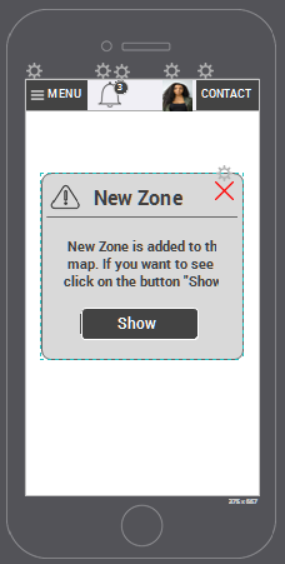 MENU
3
CONTACT
New Zone
New Zone is added to th
map. If you want to see
click on the button "Show
Show
375 x 667